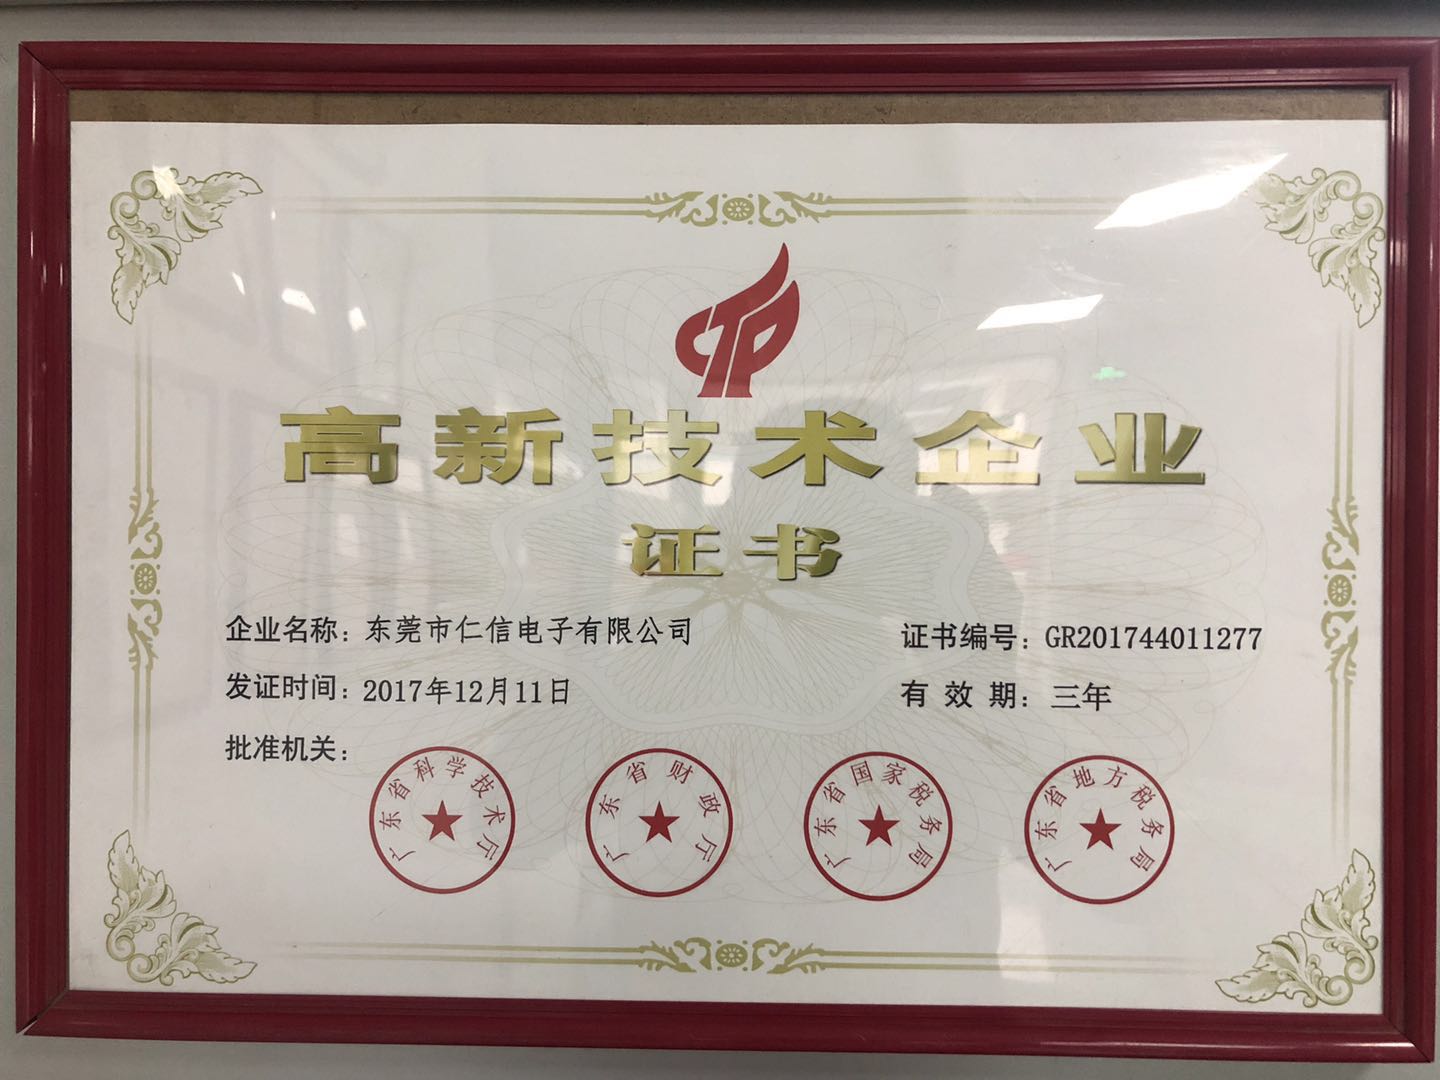 高新技术企业
证书
企业名称：东莞市仁信电子有限公司
证书编号：GR201744011277
发证时间：2017年12月11日
有效期：三年
批准机关：
广东省科学技术厅
广东省财政厅
广东省国家税务局
广东省地方税务局